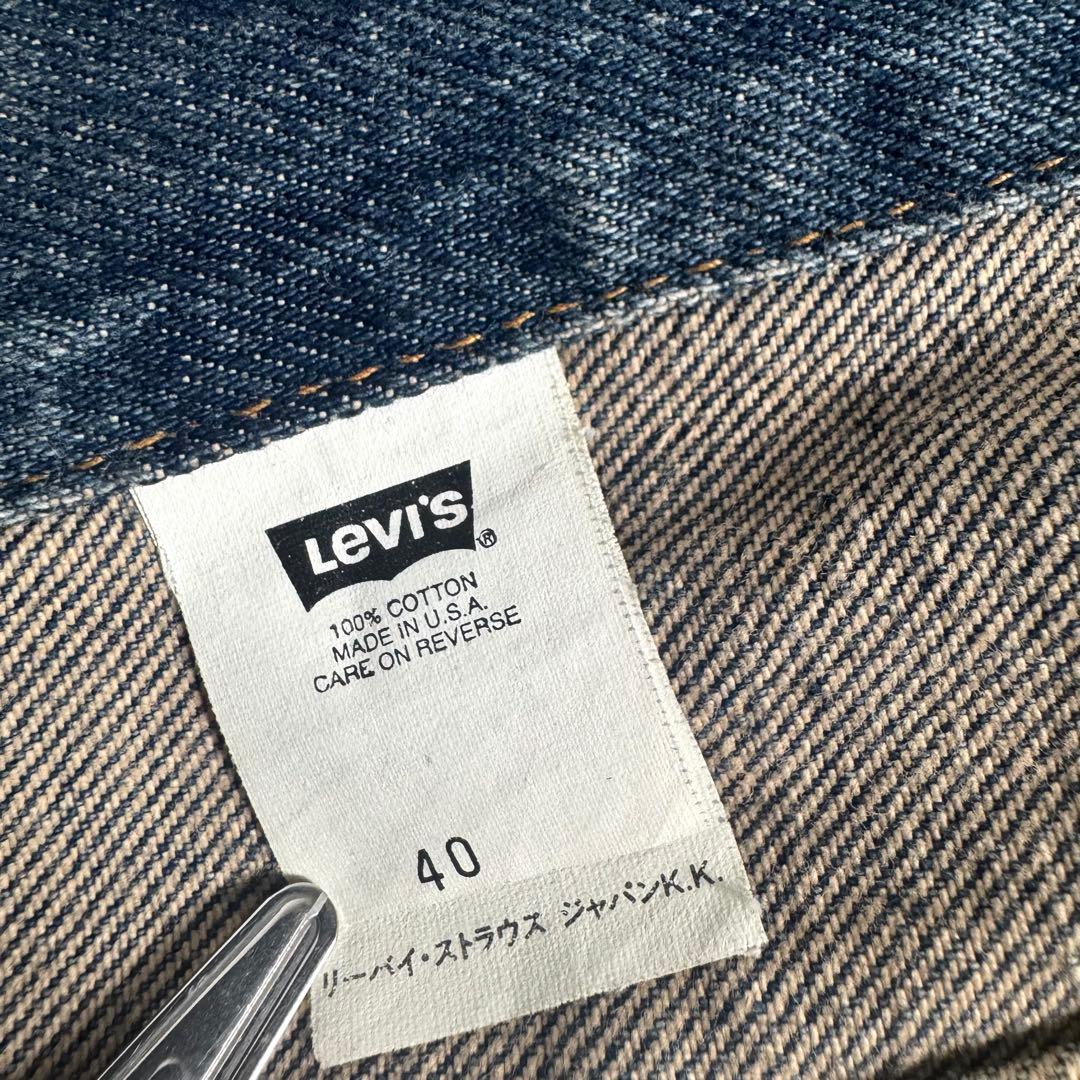 Levi's®
100% COTTON
MADE IN U.S.A.
CARE ON REVERSE
40
リーバイ・ストラウス ジャパンK.K.